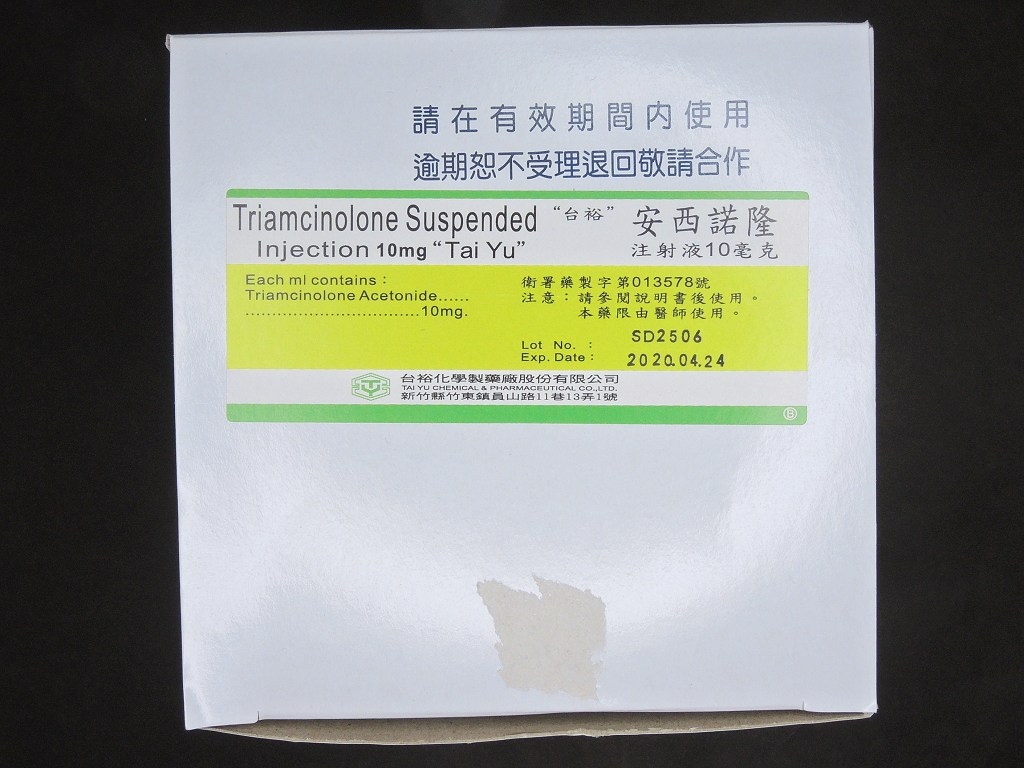 請在有效期間內使用
逾期恕不受理退回敬請合作
Triamcinolone Suspended
Injection 10mg “Tai Yu”
“台裕” 安西諾隆
注射液10毫克
Each ml contains：
Triamcinolone Acetonide......
.................................10mg.
衛署藥製字第013578號
注意：請參閱說明書後使用。
本藥限由醫師使用。
Lot No. ： SD2506
Exp. Date： 2020.04.24
台裕化學製藥廠股份有限公司
TAI YU CHEMICAL & PHARMACEUTICAL CO.,LTD.
新竹縣竹東鎮員山路11巷13弄1號
Ⓑ